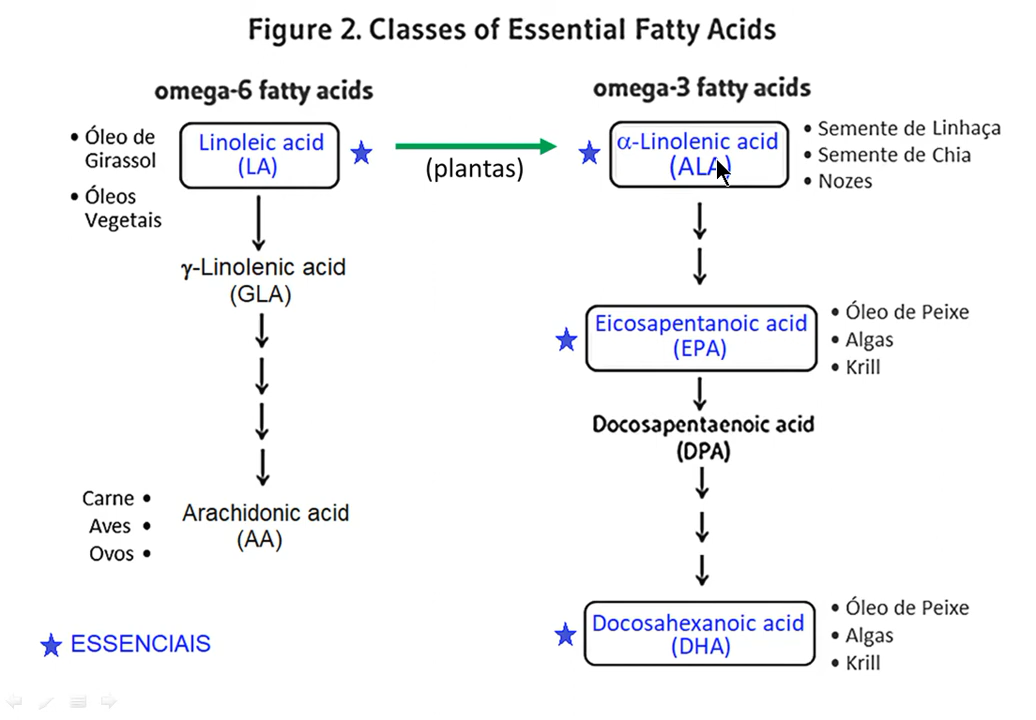 Figure 2. Classes of Essential Fatty Acids
omega-6 fatty acids
• Óleo de
Girassol
• Óleos
Vegetais
Linoleic acid
(LA)
(plantas)
γ-Linolenic acid
(GLA)
Carne •
Aves •
Ovos •
Arachidonic acid
(AA)
omega-3 fatty acids
α-Linolenic acid
(ALA)
• Semente de Linhaça
• Semente de Chia
• Nozes
Eicosapentanoic acid
(EPA)
• Óleo de Peixe
• Algas
• Krill
Docosapentaenoic acid
(DPA)
Docosahexanoic acid
(DHA)
• Óleo de Peixe
• Algas
• Krill
ESSENCIAIS